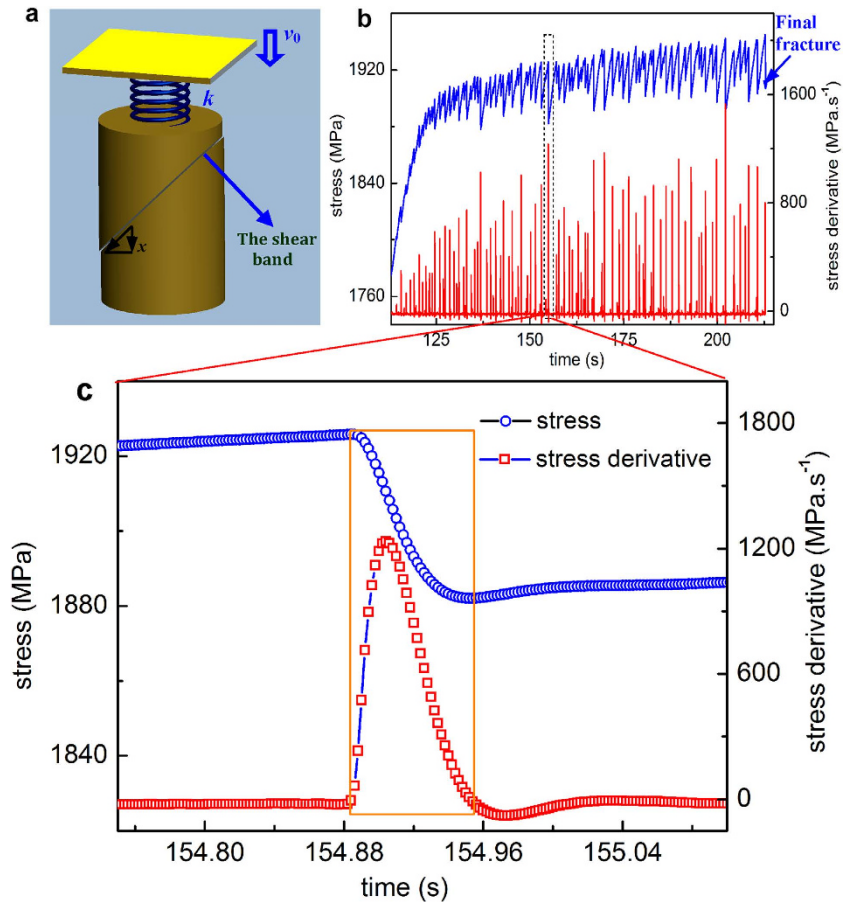 a
v₀
k
x
The shear
band
b
Final
fracture
1920
1840
1760
stress (MPa)
1600
800
0
stress derivative (MPa.s⁻¹)
125
150
175
200
time (s)
c
stress
stress derivative
1920
1880
1840
stress (MPa)
1800
1200
600
0
stress derivative (MPa.s⁻¹)
154.80
154.88
154.96
155.04
time (s)